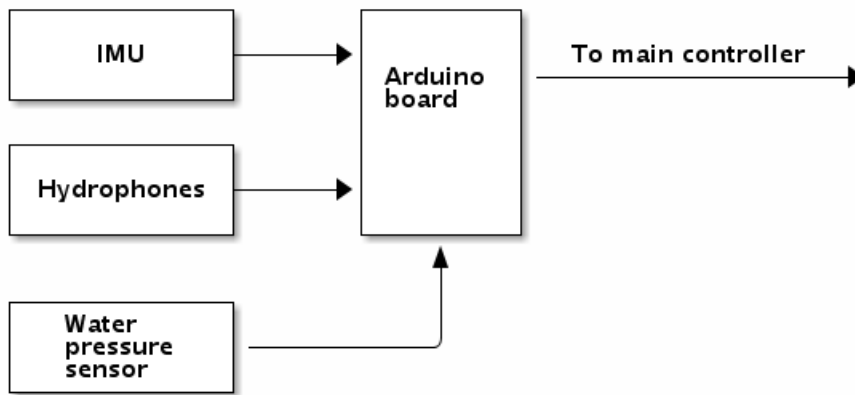 IMU
Arduino
board
To main controller
Hydrophones
Water
pressure
sensor